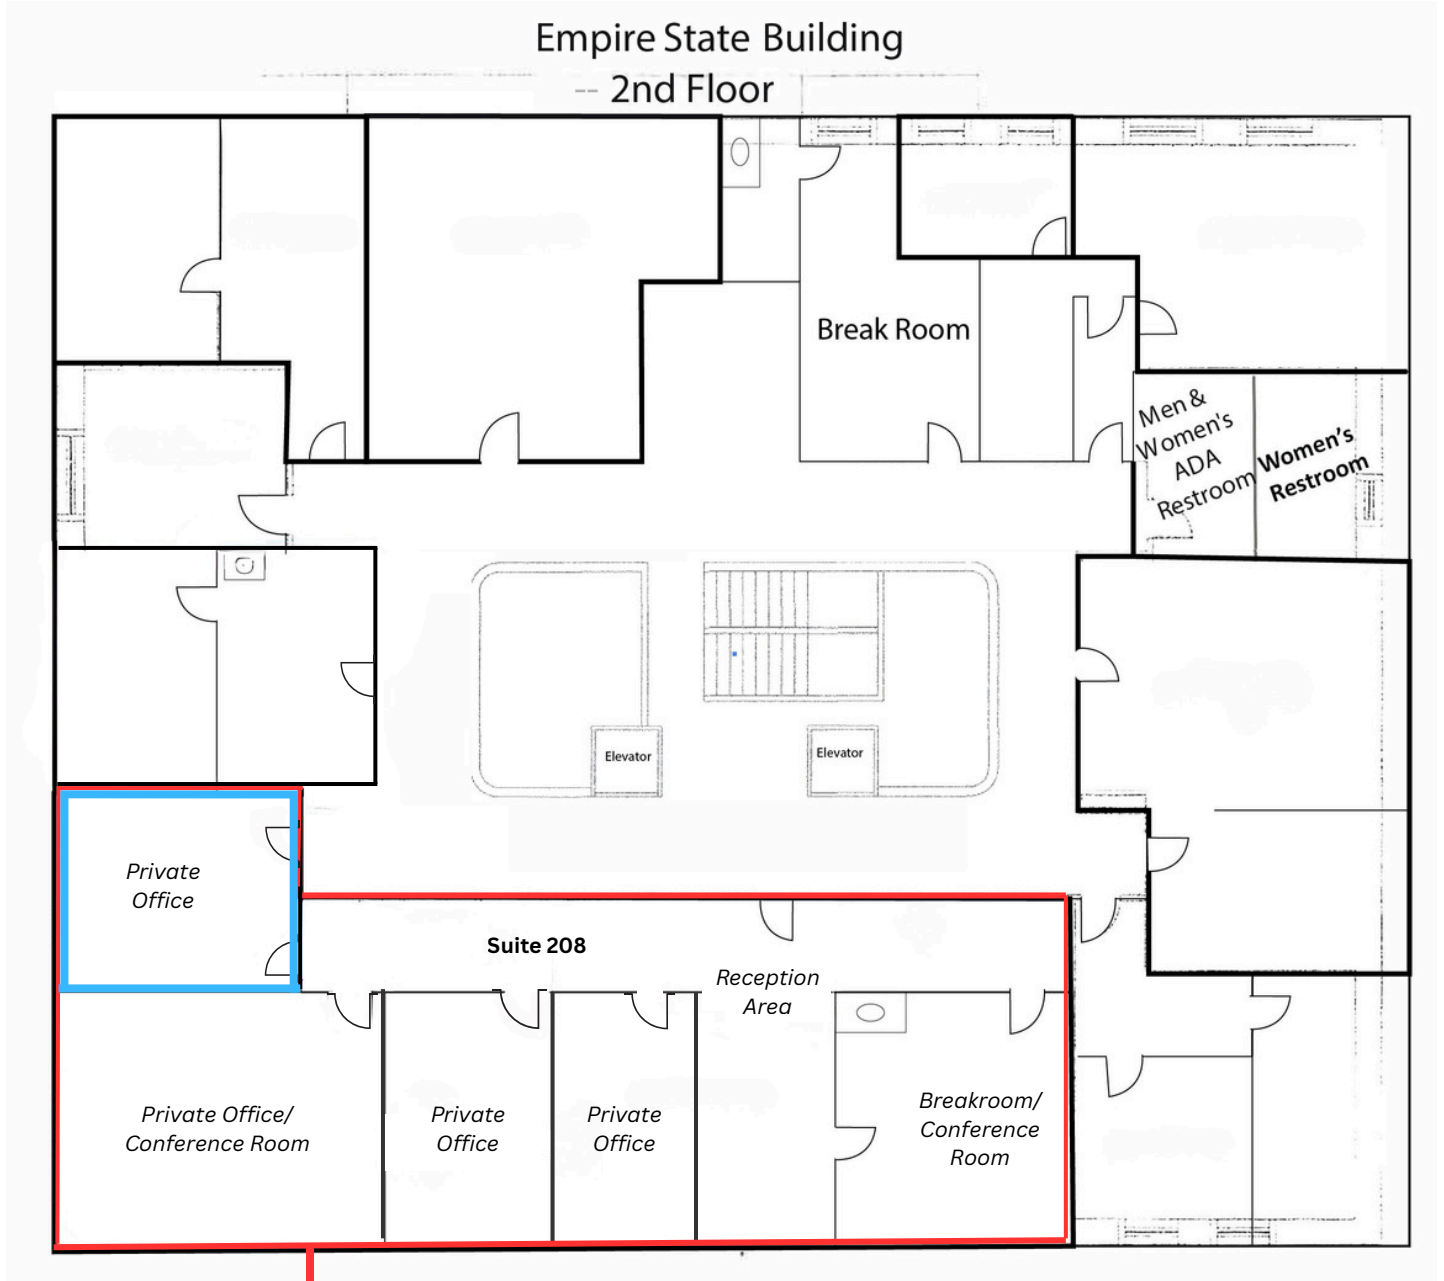 Empire State Building
-- 2nd Floor
Break Room
Men &
Women's
ADA
Restroom
Women's
Restroom
Elevator
Elevator
Private
Office
Suite 208
Reception
Area
Private Office/
Conference Room
Private
Office
Private
Office
Breakroom/
Conference
Room